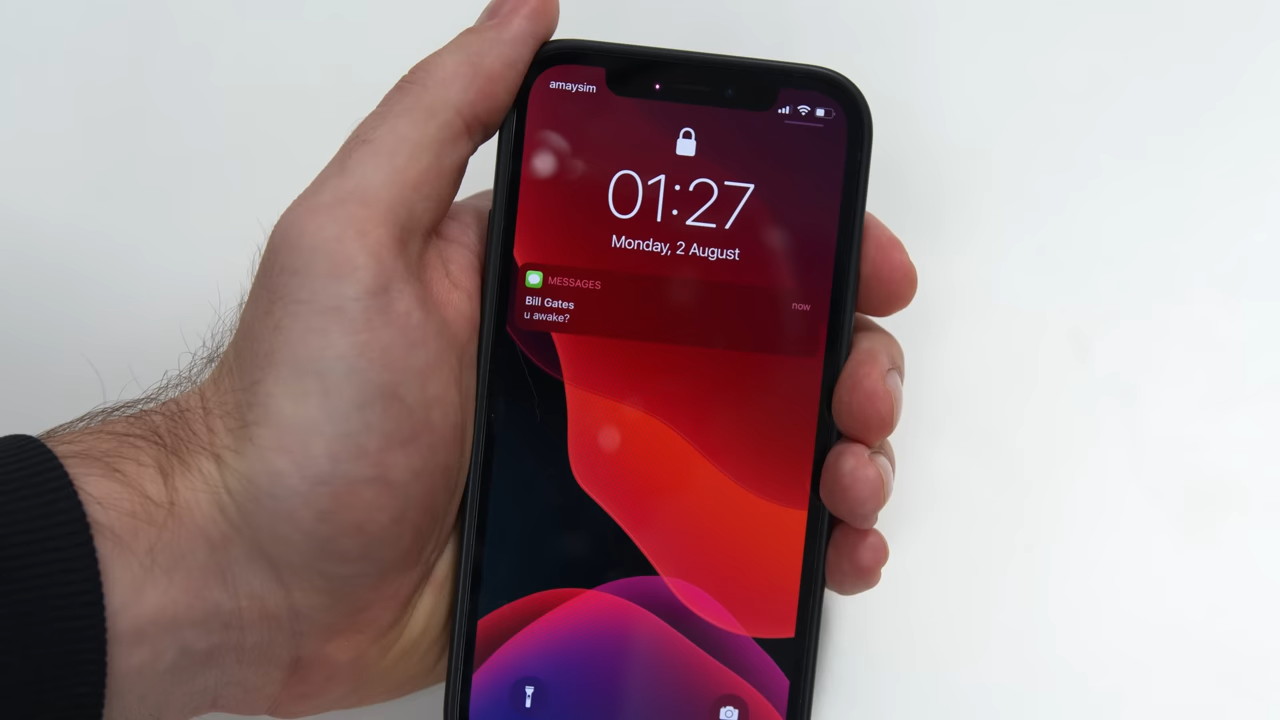 amaysim
01:27
Monday, 2 August
MESSAGES
Bill Gates
now
u awake?